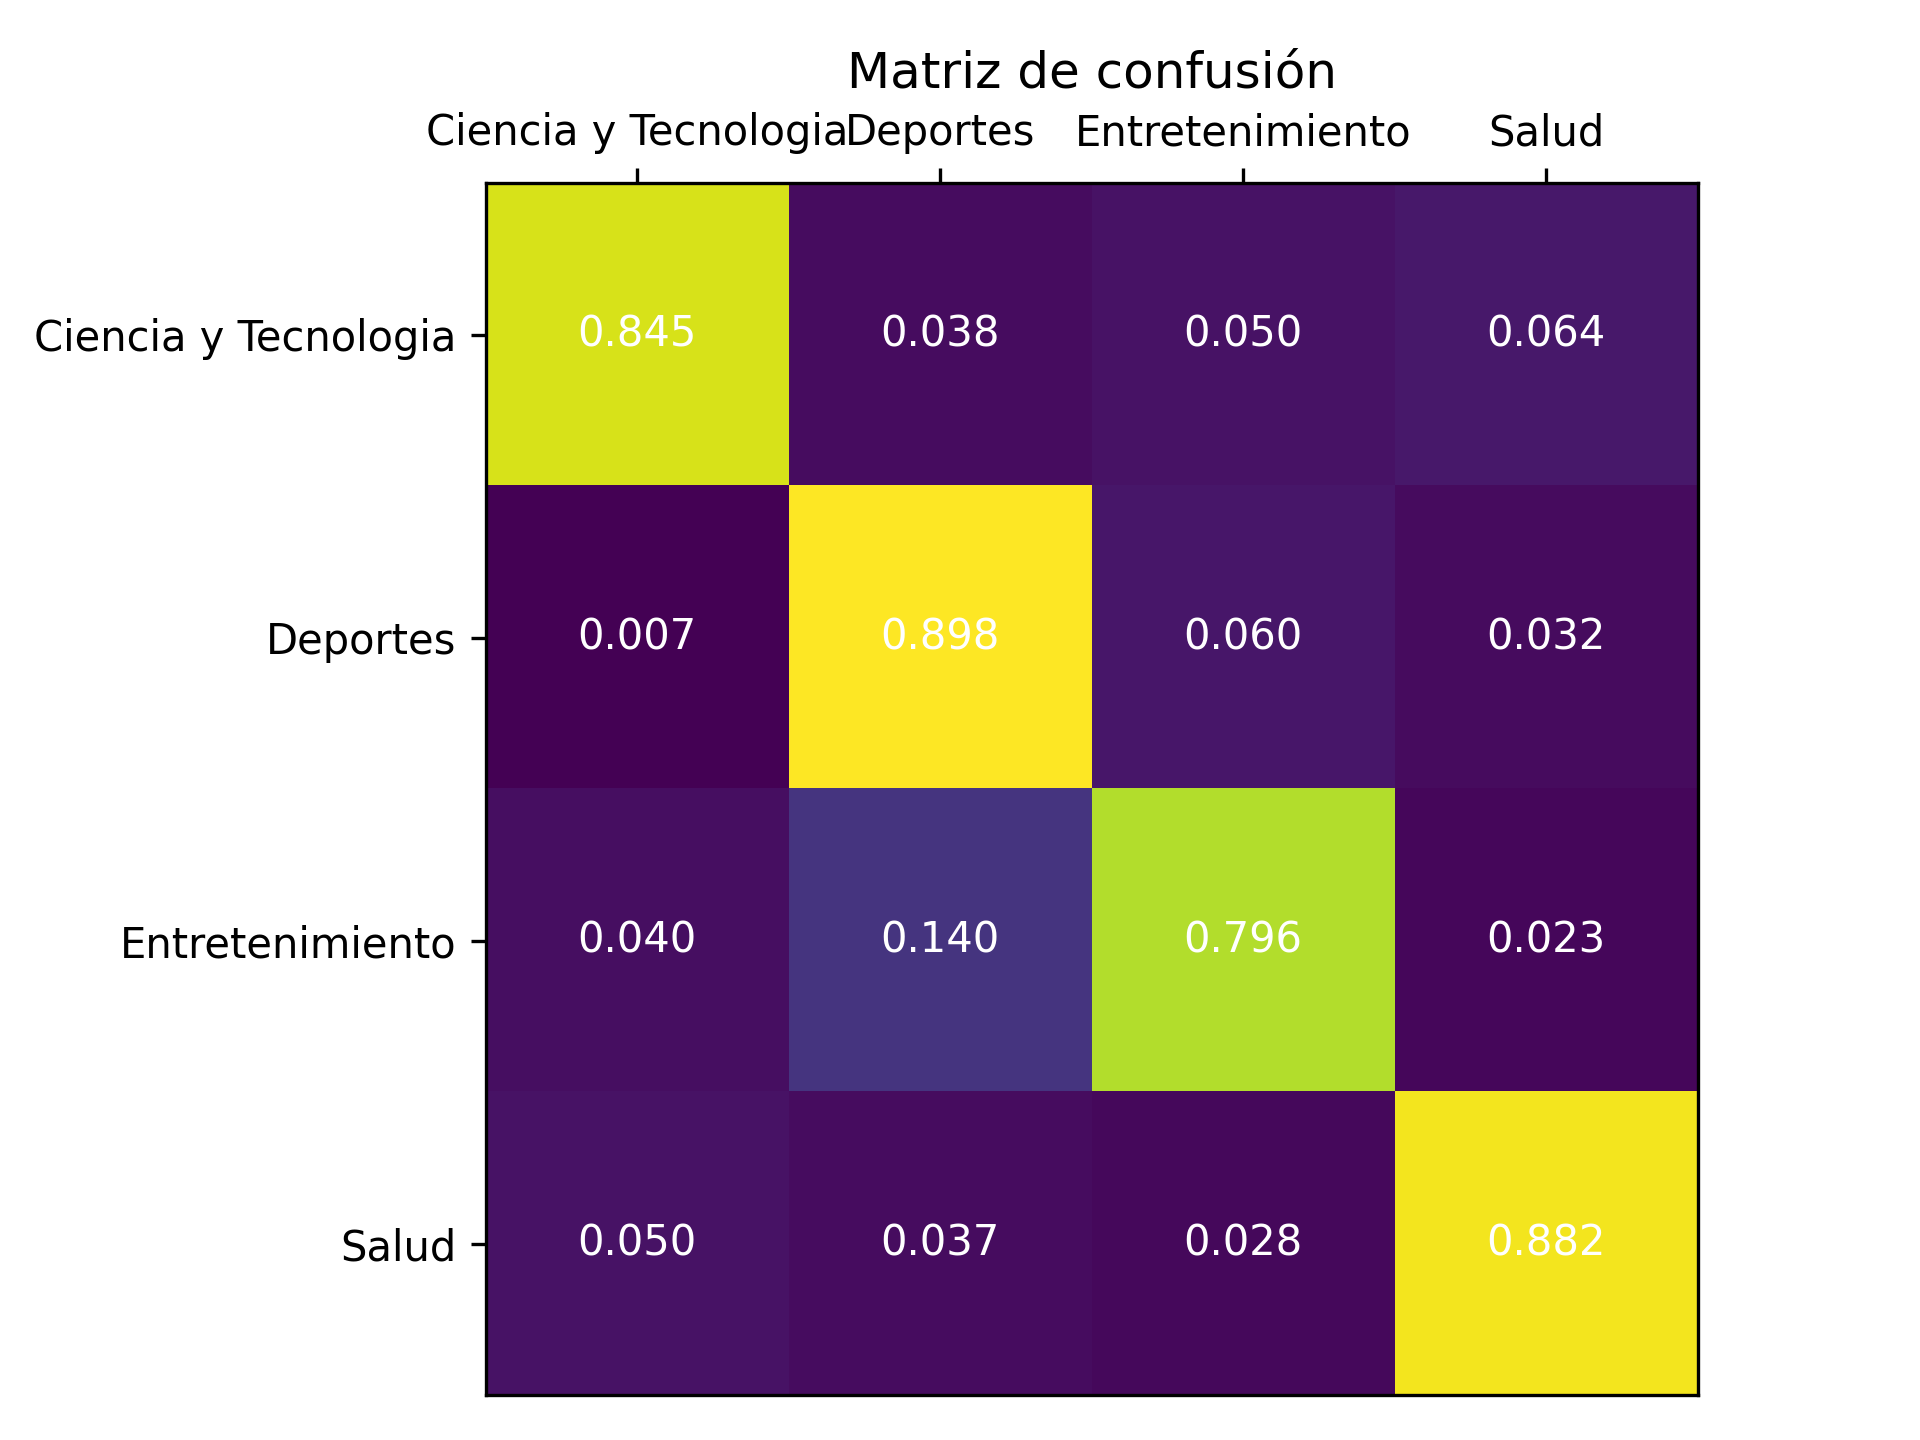 Matriz de confusión
Ciencia y Tecnologia Deportes Entretenimiento Salud
Ciencia y Tecnologia 0.845 0.038 0.050 0.064
Deportes 0.007 0.898 0.060 0.032
Entretenimiento 0.040 0.140 0.796 0.023
Salud 0.050 0.037 0.028 0.882